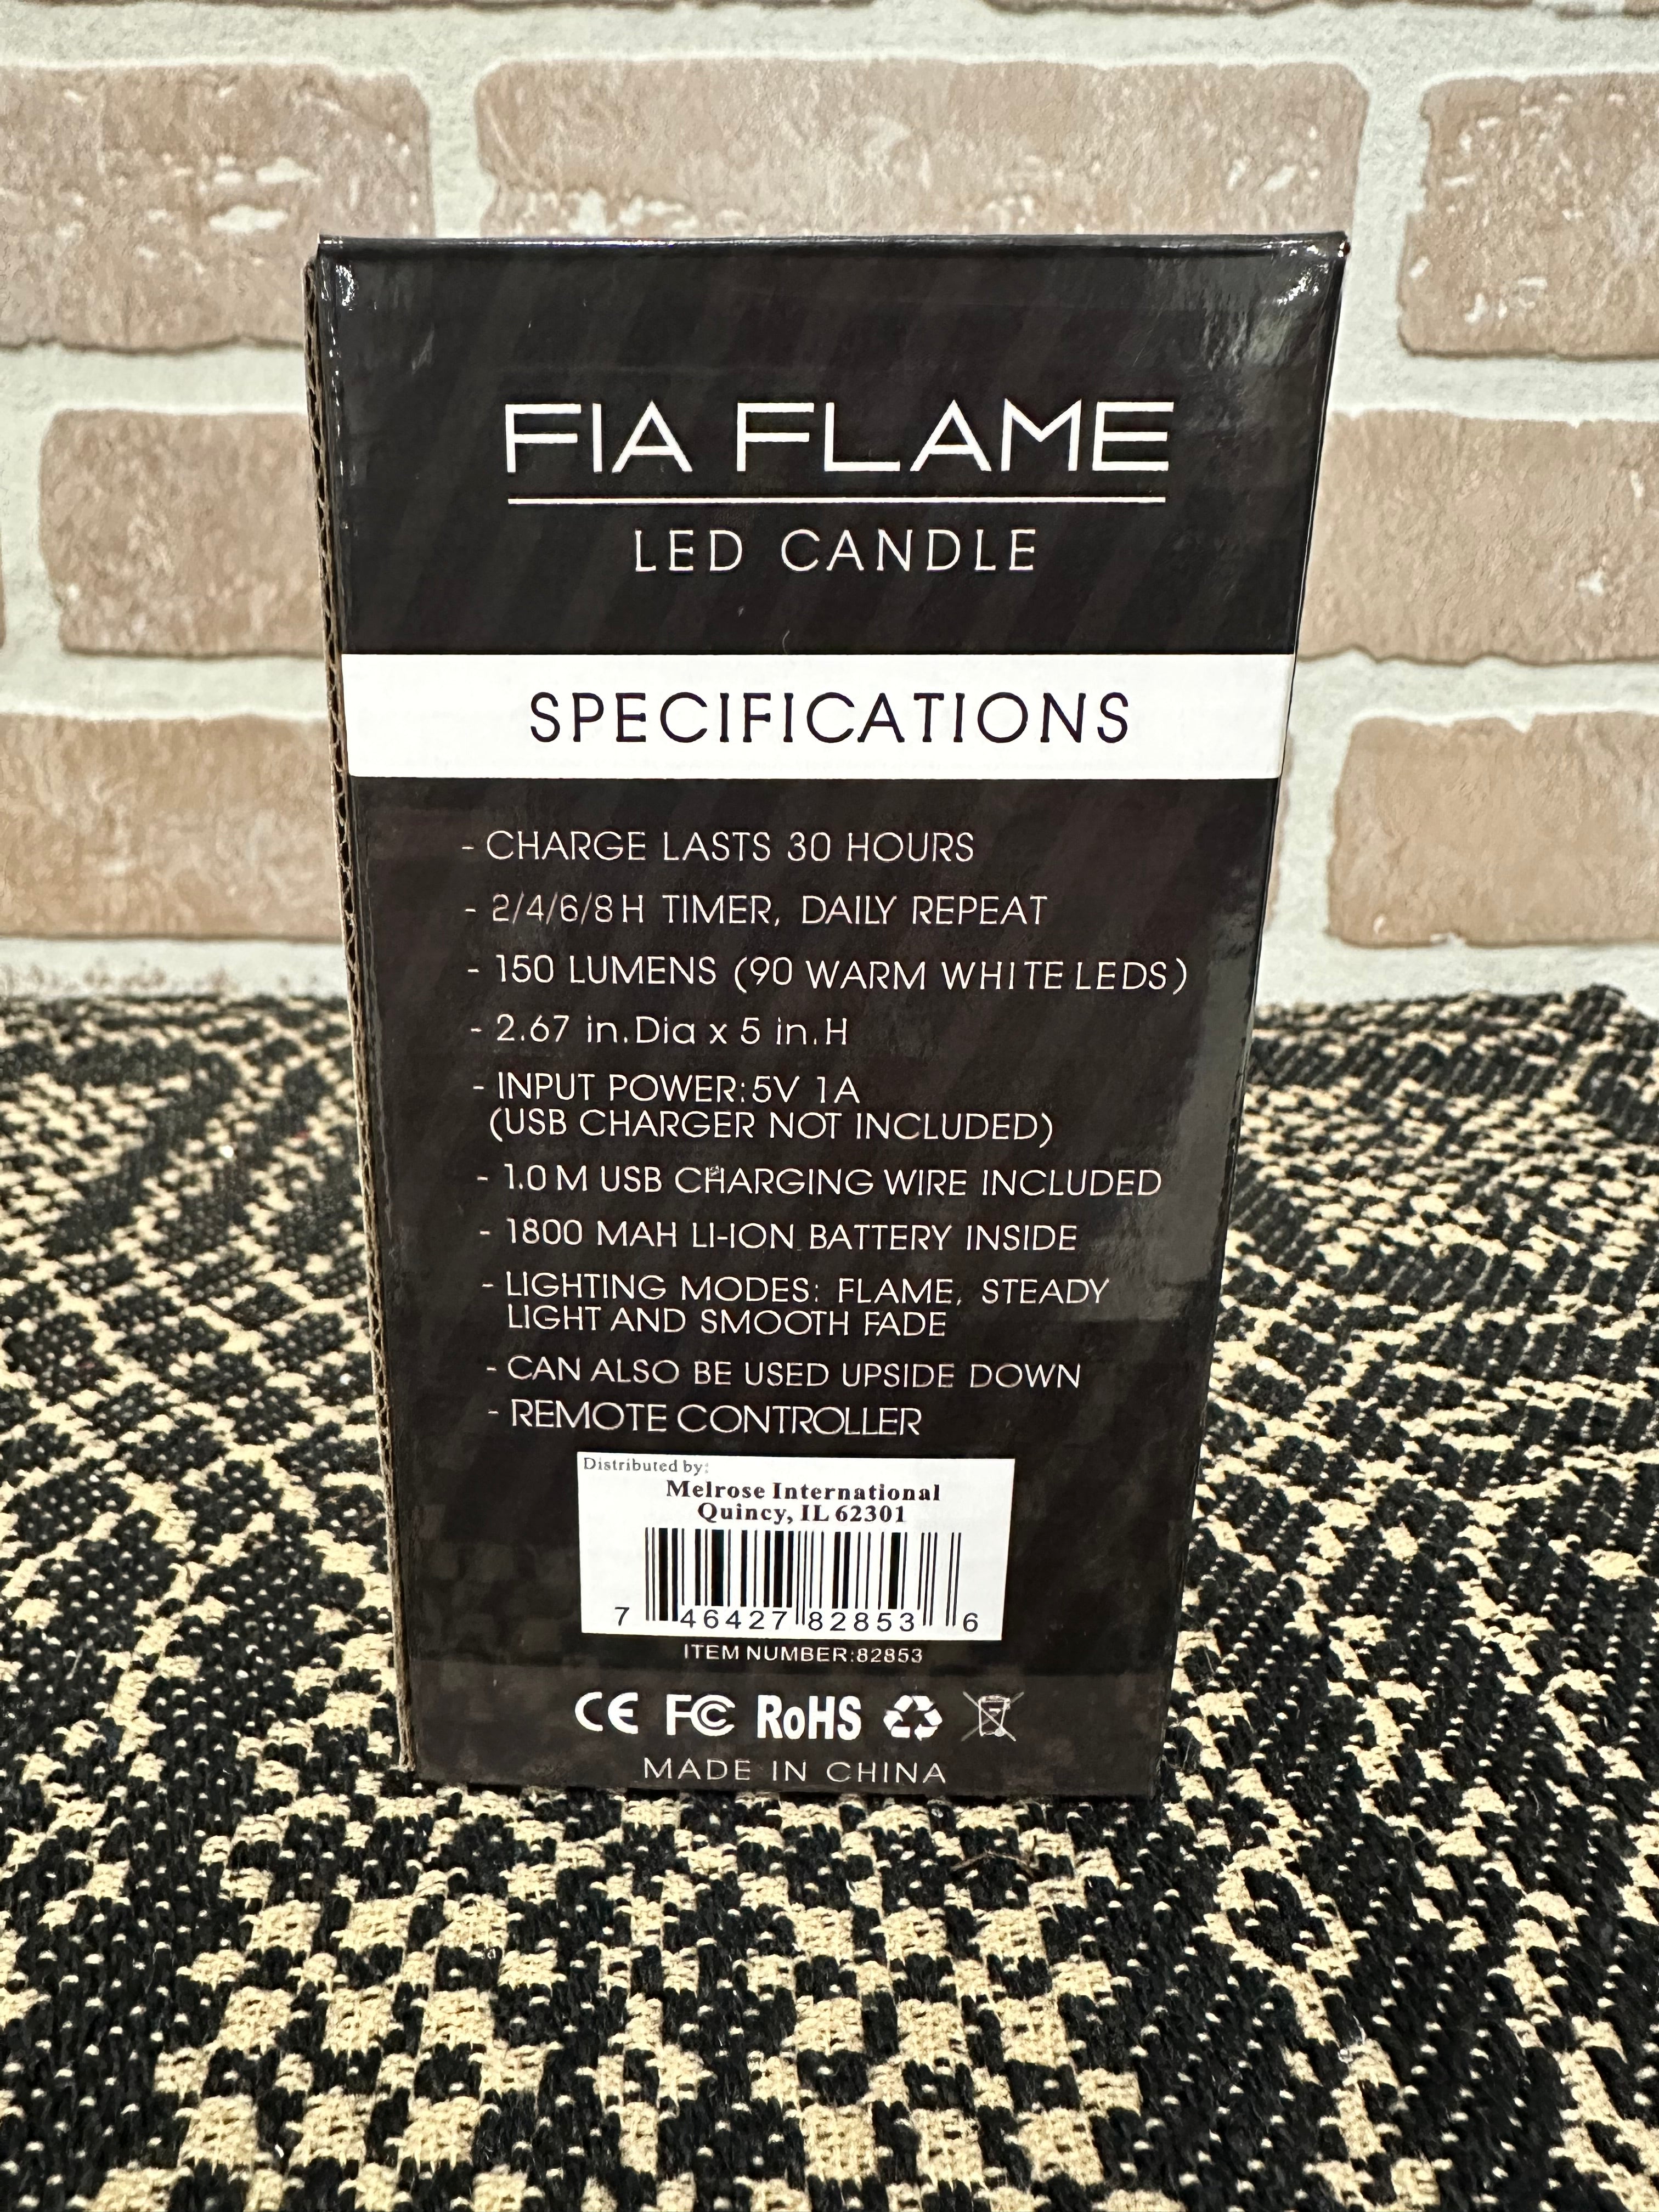 FIA FLAME
LED CANDLE
SPECIFICATIONS
- CHARGE LASTS 30 HOURS
- 2/4/6/8H TIMER, DAILY REPEAT
- 150 LUMENS (90 WARM WHITE LEDS)
- 2.67 in.Dia x 5 in.H
- INPUT POWER:5V 1A
(USB CHARGER NOT INCLUDED)
- 1.0 M USB CHARGING WIRE INCLUDED
- 1800 MAH LI-ION BATTERY INSIDE
- LIGHTING MODES: FLAME, STEADY
LIGHT AND SMOOTH FADE
- CAN ALSO BE USED UPSIDE DOWN
- REMOTE CONTROLLER
Distributed by:
Melrose International
Quincy, IL 62301
7 46427 82853 6
ITEM NUMBER:82853
CE FC RoHS
MADE IN CHINA